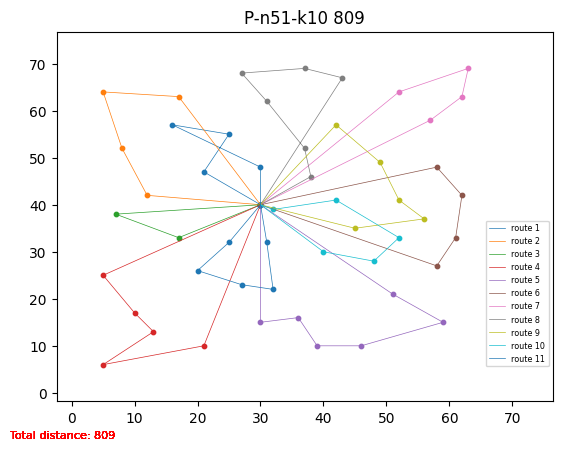 P-n51-k10 809
70
60
50
40
30
20
10
0
0 10 20 30 40 50 60 70
route 1
route 2
route 3
route 4
route 5
route 6
route 7
route 8
route 9
route 10
route 11
Total distance: 809